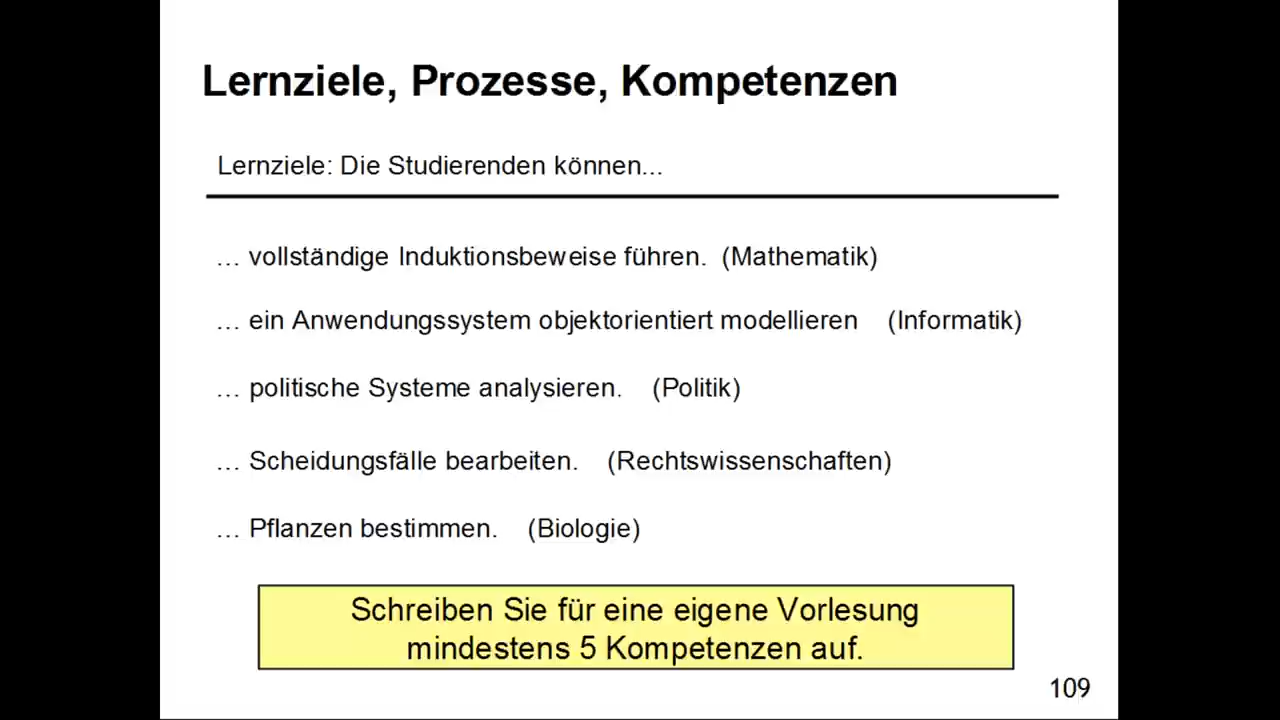 Lernziele, Prozesse, Kompetenzen
Lernziele: Die Studierenden können...
… vollständige Induktionsbeweise führen. (Mathematik)
… ein Anwendungssystem objektorientiert modellieren (Informatik)
… politische Systeme analysieren. (Politik)
… Scheidungsfälle bearbeiten. (Rechtswissenschaften)
… Pflanzen bestimmen. (Biologie)
Schreiben Sie für eine eigene Vorlesung
mindestens 5 Kompetenzen auf.
109